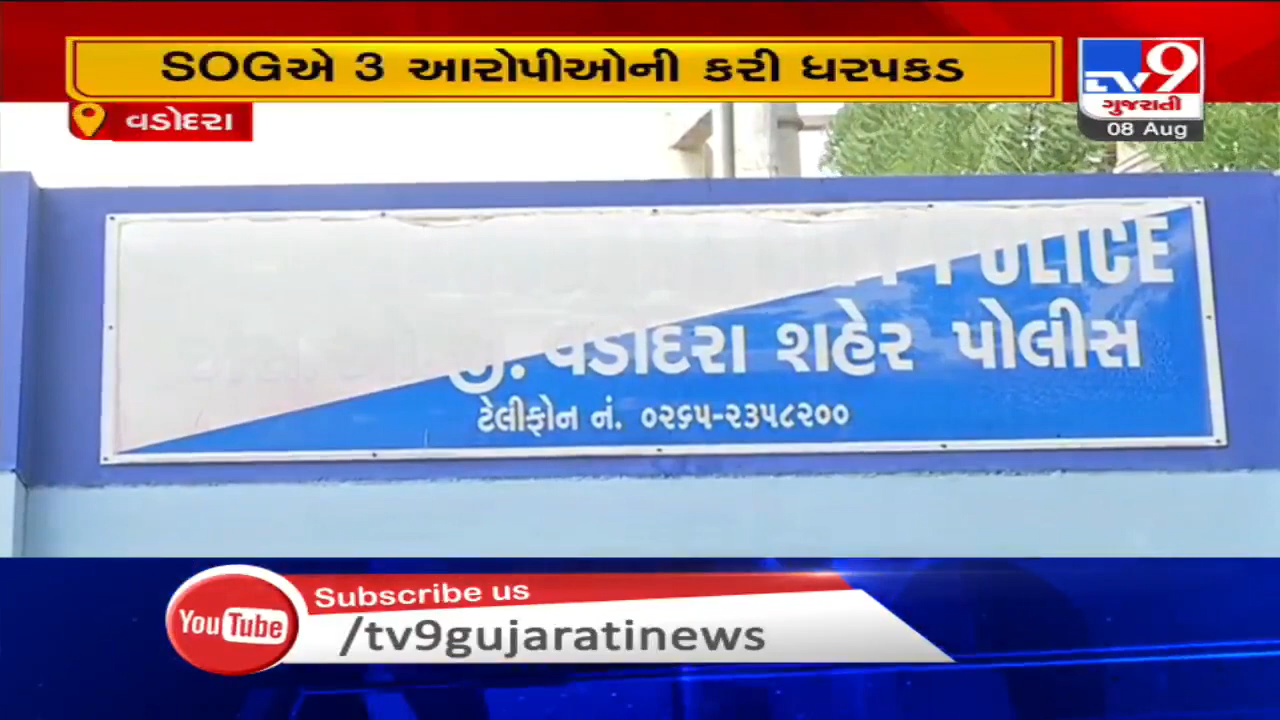 SOGએ 3 આરોપીઓની કરી ધરપકડ
TV9
ગુજરાતી
08 Aug
વડોદરા
POLICE
જી. વડોદરા શહેર પોલીસ
ટેલીફોન નં. ૦૨૬૫-૨૩૫૮૨૦૦
Subscribe us
YouTube
/tv9gujaratinews